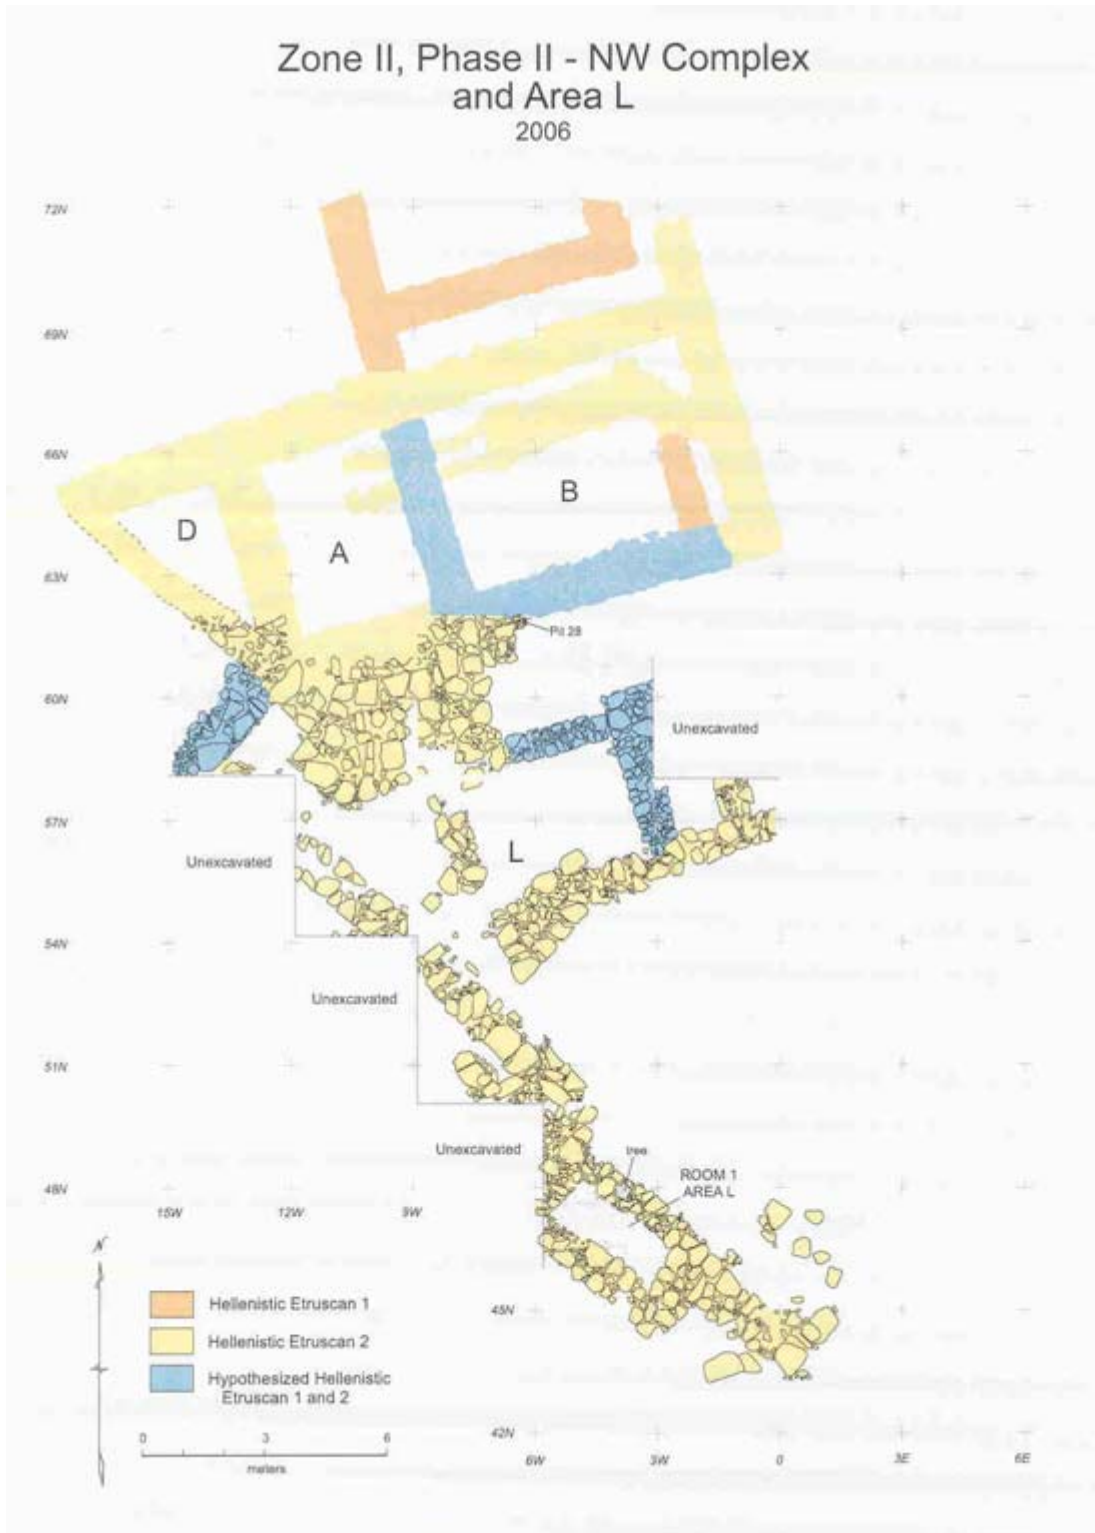 Zone II, Phase II - NW Complex
and Area L
2006
72N
69N
66N
B
D
A
63N
Pit 28
60N
Unexcavated
57N
L
Unexcavated
54N
Unexcavated
51N
Unexcavated
tree
ROOM 1
AREA L
48N
15W 12W 9W
N
Hellenistic Etruscan 1
45N
Hellenistic Etruscan 2
Hypothesized Hellenistic
Etruscan 1 and 2
42N
0 3 6
meters
6W 3W 0 3E 6E